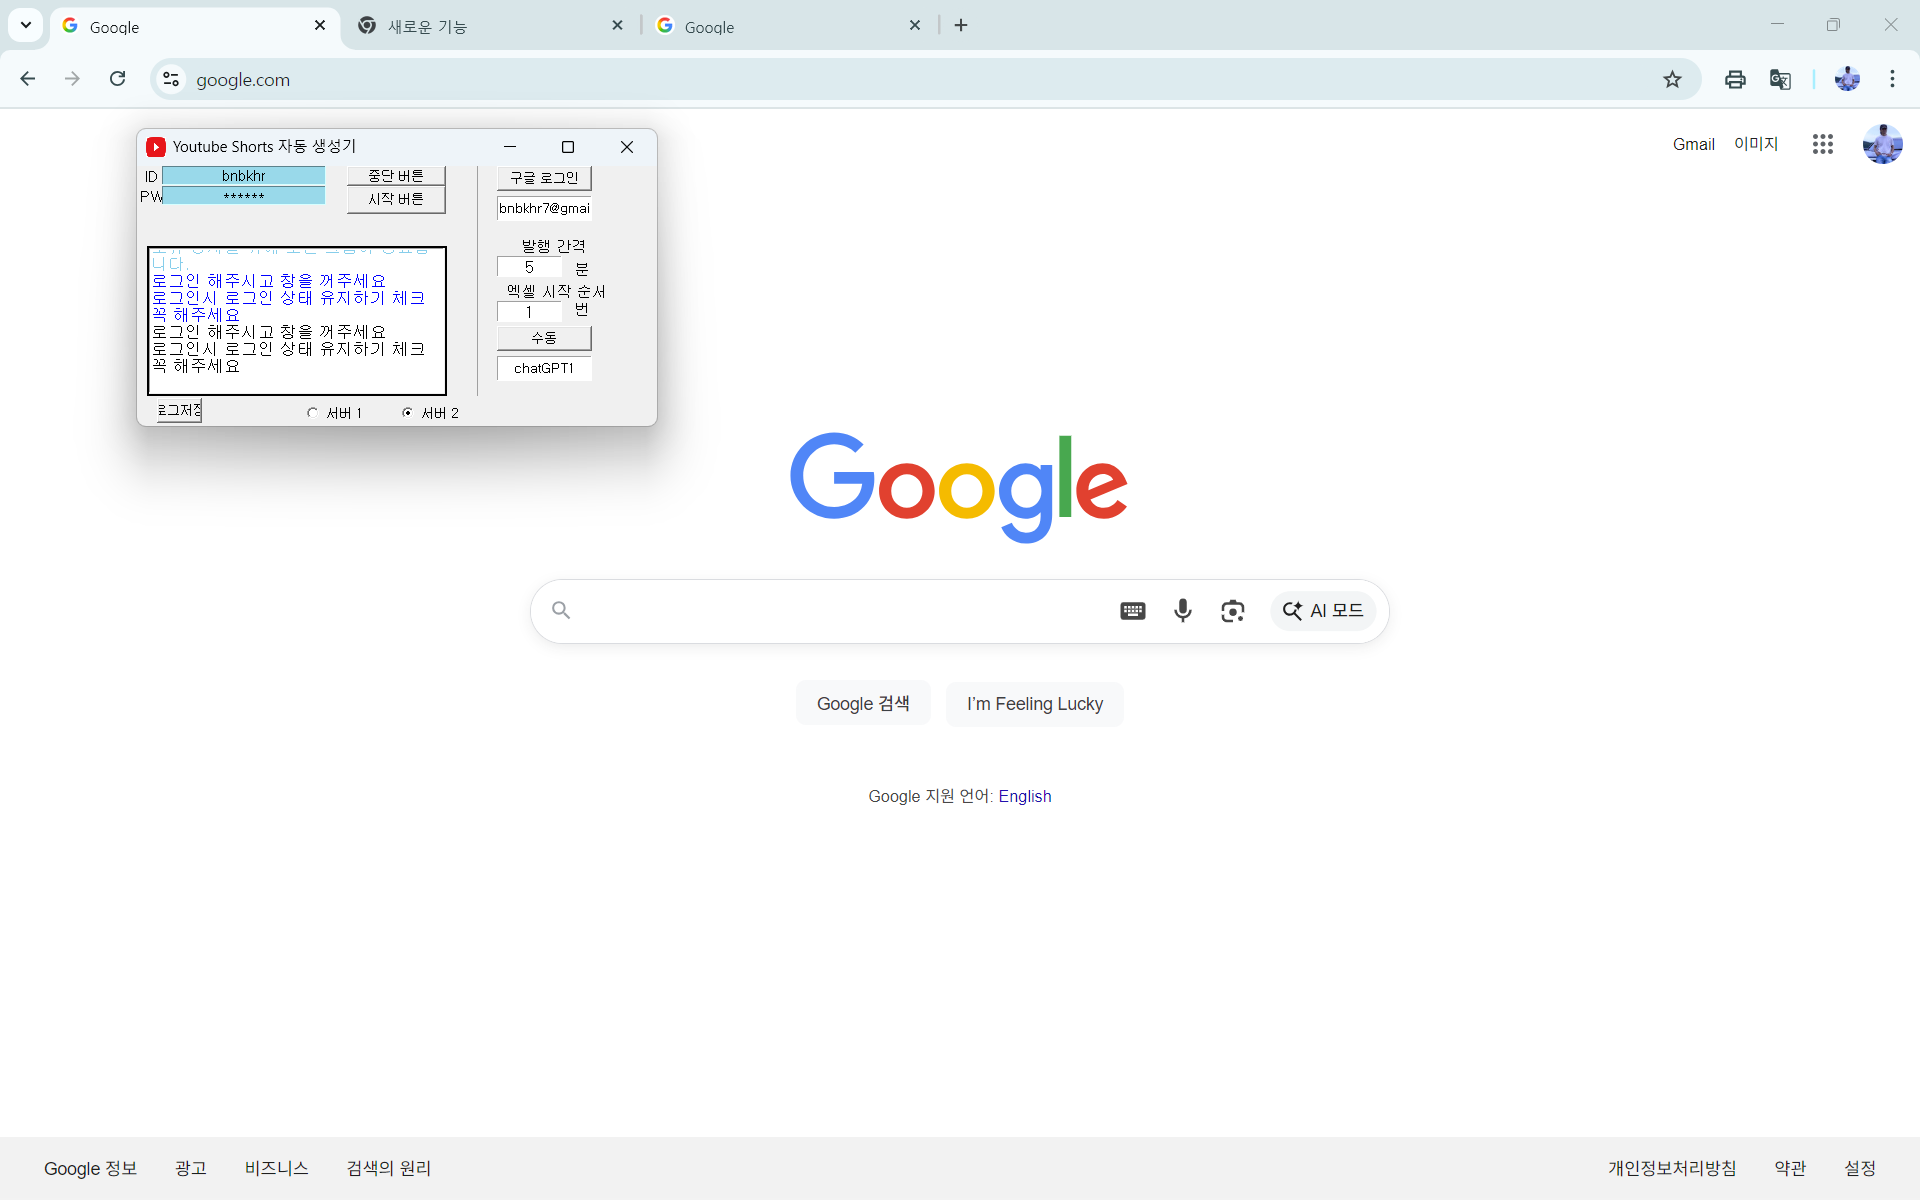 Google
새로운 기능
Google
google.com
Gmail
이미지
Youtube Shorts 자동 생성기
ID
bnbkhr
중단 버튼
구글 로그인
PW
******
시작 버튼
bnbkhr7@gmai
발행 간격
5
분
엑셀 시작 순서
1
번
수동
chatGPT1
니다.
로그인 해주시고 창을 꺼주세요
로그인시 로그인 상태 유지하기 체크
꼭 해주세요
로그인 해주시고 창을 꺼주세요
로그인시 로그인 상태 유지하기 체크
꼭 해주세요
로그저장
서버 1
서버 2
Google
AI 모드
Google 검색
I'm Feeling Lucky
Google 지원 언어: English
Google 정보
광고
비즈니스
검색의 원리
개인정보처리방침
약관
설정